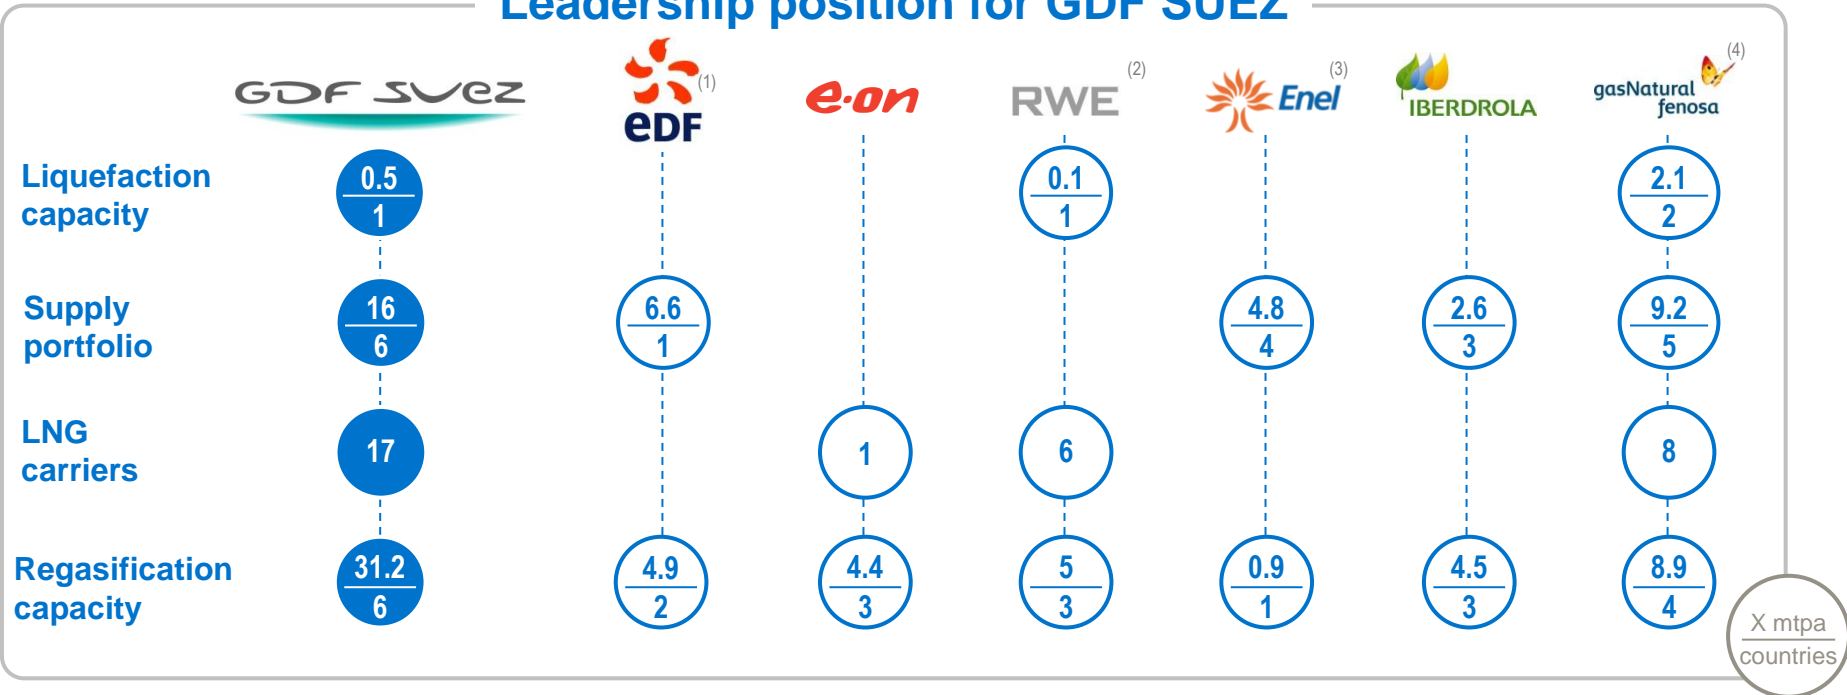 Leadership position for GDF SUEZ
GDF SUEZ
eDF
(1)
e·on
RWE
(2)
Enel
(3)
IBERDROLA
gasNatural
fenosa
(4)
Liquefaction
capacity
0.5
1
0.1
1
2.1
2
Supply
portfolio
16
6
6.6
1
4.8
4
2.6
3
9.2
5
LNG
carriers
17
1
6
8
Regasification
capacity
31.2
6
4.9
2
4.4
3
5
3
0.9
1
4.5
3
8.9
4
X mtpa
countries